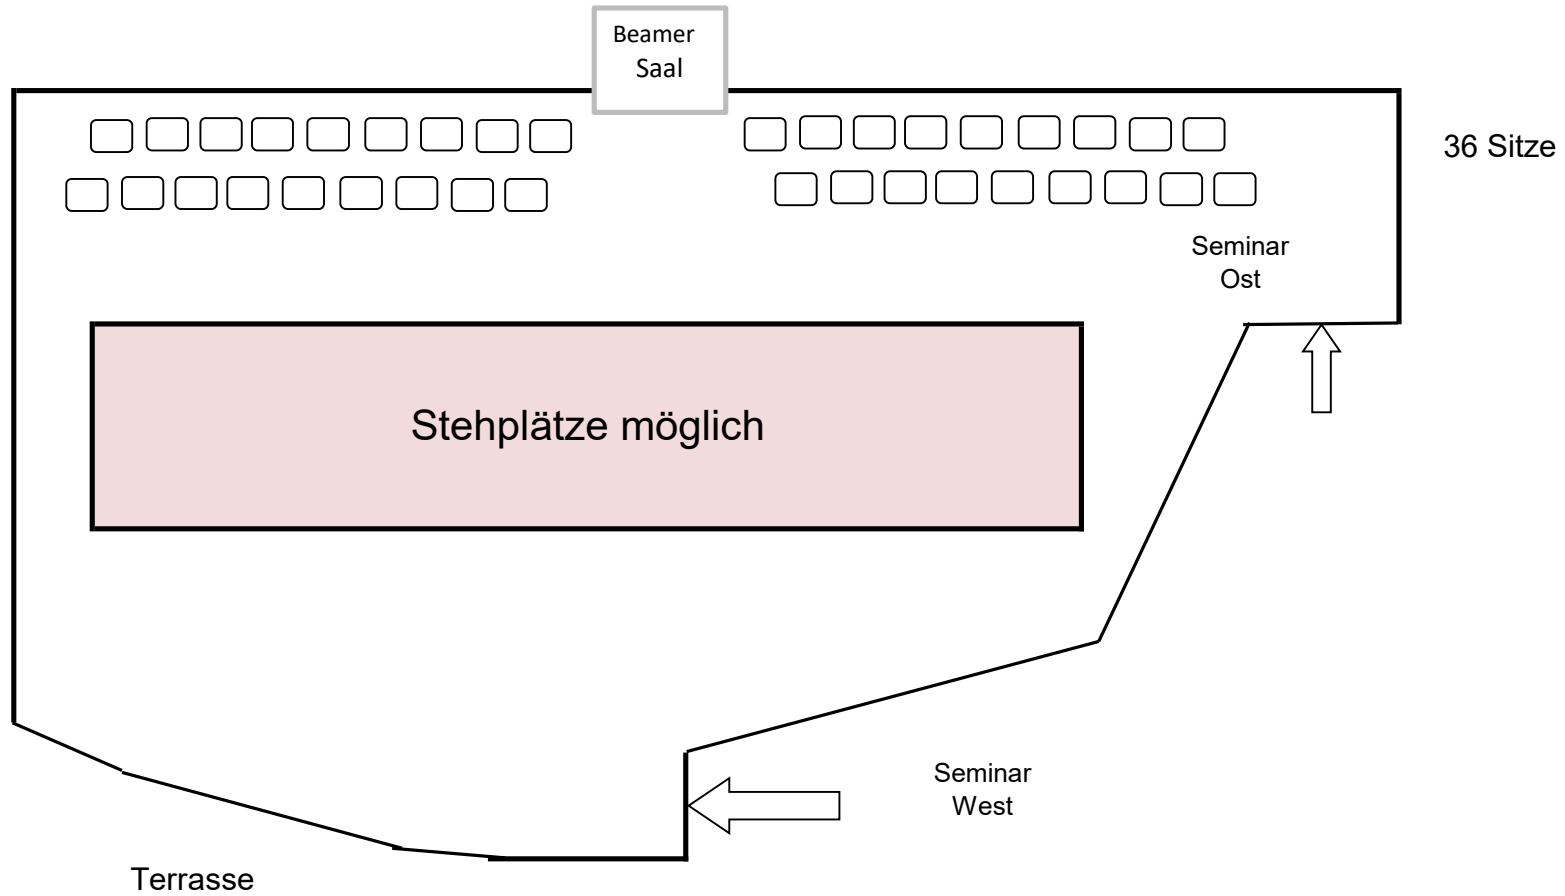 Beamer
Saal
36 Sitze
Seminar
Ost
Stehplätze möglich
Seminar
West
Terrasse